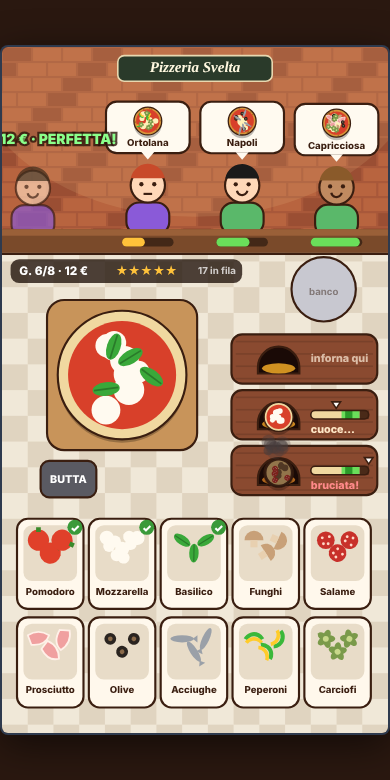 Pizzeria Svelta
12 € · PERFETTA!
Ortolana
Napoli
Capricciosa
G. 6/8 · 12 €
★★★★★
17 in fila
banco
inforna qui
cuoce...
bruciata!
BUTTA
Pomodoro
Mozzarella
Basilico
Funghi
Salame
Prosciutto
Olive
Acciughe
Peperoni
Carciofi